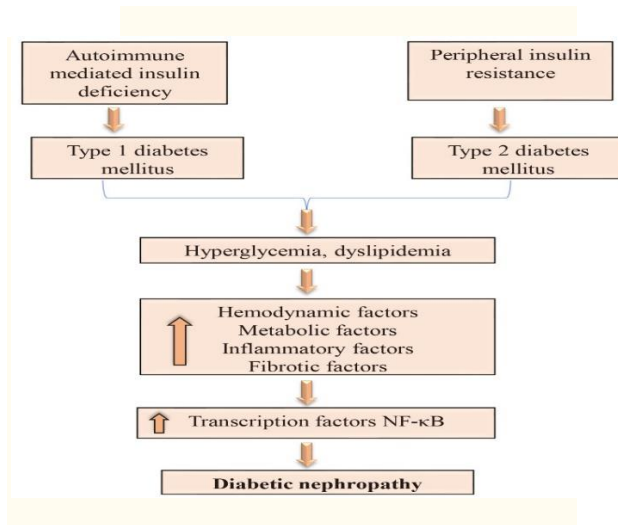 Autoimmune
mediated insulin
deficiency
Peripheral insulin
resistance
Type 1 diabetes
mellitus
Type 2 diabetes
mellitus
Hyperglycemia, dyslipidemia
Hemodynamic factors
Metabolic factors
Inflammatory factors
Fibrotic factors
Transcription factors NF-κB
Diabetic nephropathy